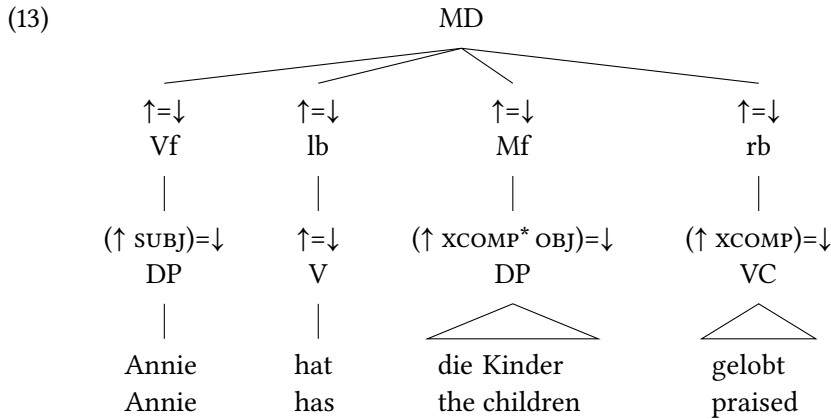 (13) MD
↑=↓ ↑=↓ ↑=↓ ↑=↓
Vf lb Mf rb
(↑ SUBJ)=↓ ↑=↓ (↑ XCOMP* OBJ)=↓ (↑ XCOMP)=↓
DP V DP VC
Annie hat die Kinder gelobt
Annie has the children praised